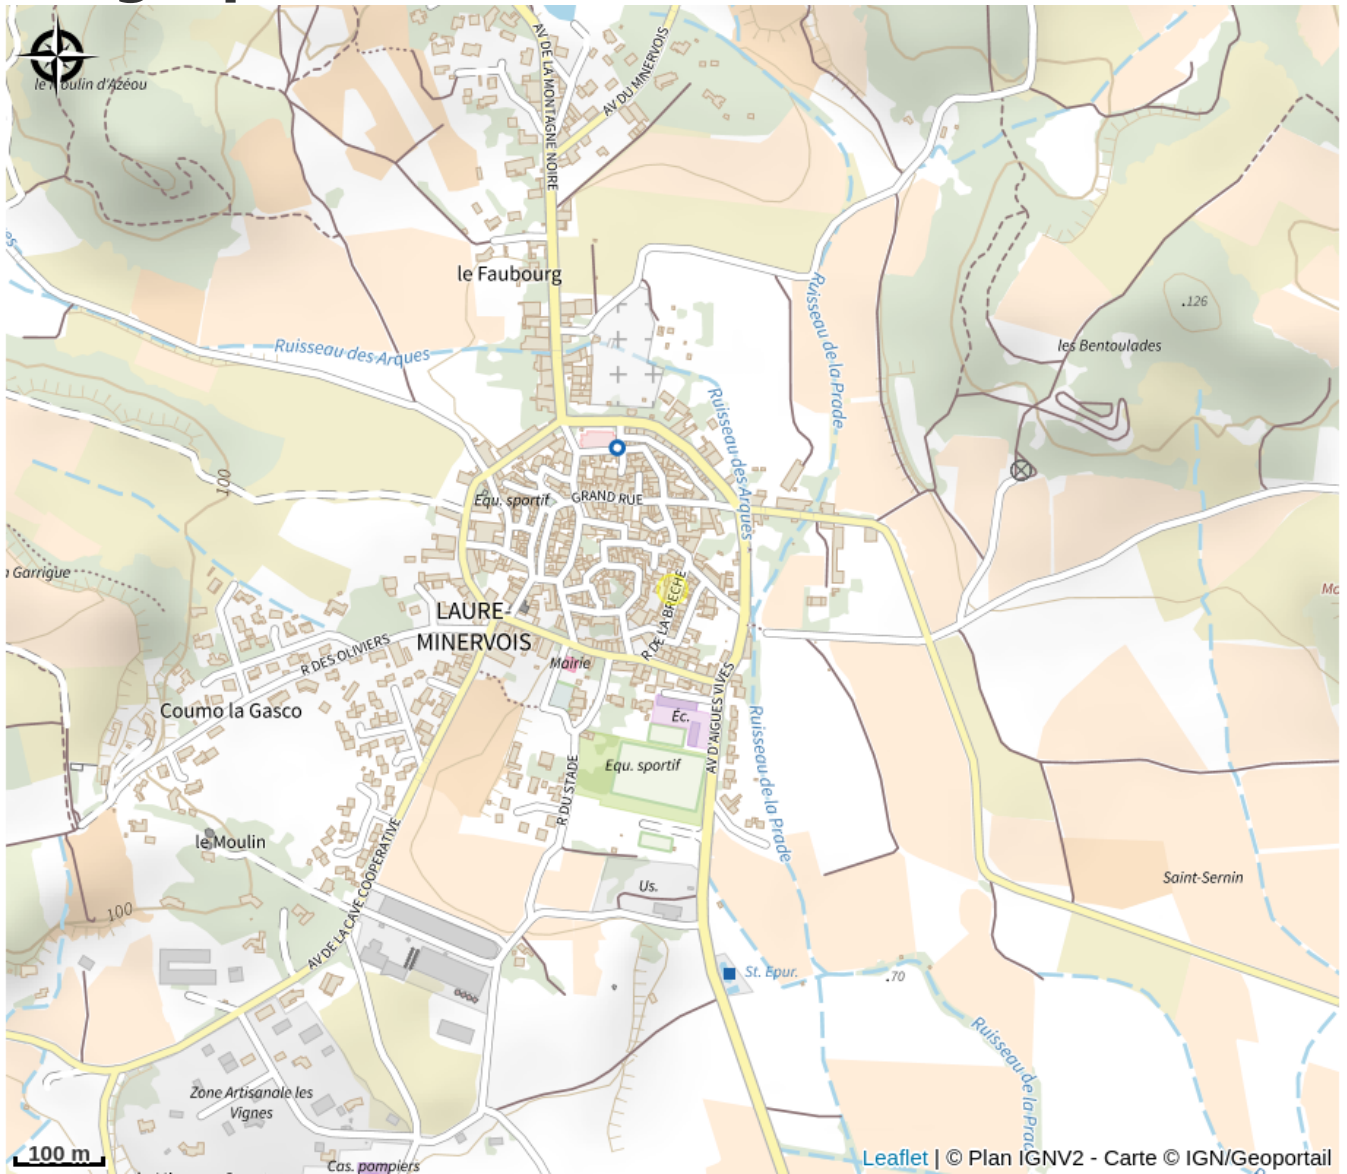 le Moulin d'Azéou
AV DE LA MONTAGNE NOIRE
AV DU MINERVOIS
le Faubourg
Ruisseau de la Prade
.126
Ruisseau des Arques
les Bentoulades
Ruisseau des Arques
100
Equ. sportif
GRAND RUE
Garrigue
R DE LA BRECHE
LAURE-
MINERVOIS
R DES OLIVIERS
Mairie
Coumo la Gasco
AV D'AIGUES VIVES
Éc.
Ruisseau de la Prade
Equ. sportif
R DU STADE
le Moulin
AV DE LA CAVE COOPERATIVE
Us.
Saint-Sernin
100
St. Epur.
.70
Ruisseau de la Prade
Zone Artisanale les
Vignes
100 m
Cas. pompiers
Leaflet | © Plan IGNV2 - Carte © IGN/Geoportail